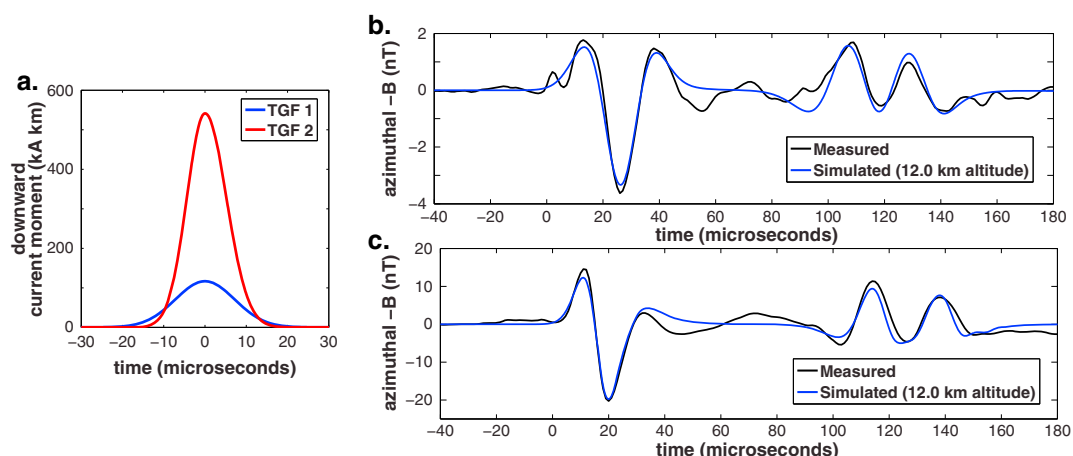 a.
600
400
200
0
-30
-20
-10
0
10
20
30
downward
current moment (kA km)
time (microseconds)
TGF 1
TGF 2
b.
2
0
-2
-4
-40
-20
0
20
40
60
80
100
120
140
160
180
azimuthal -B (nT)
time (microseconds)
Measured
Simulated (12.0 km altitude)
c.
20
10
0
-10
-20
-40
-20
0
20
40
60
80
100
120
140
160
180
azimuthal -B (nT)
time (microseconds)
Measured
Simulated (12.0 km altitude)